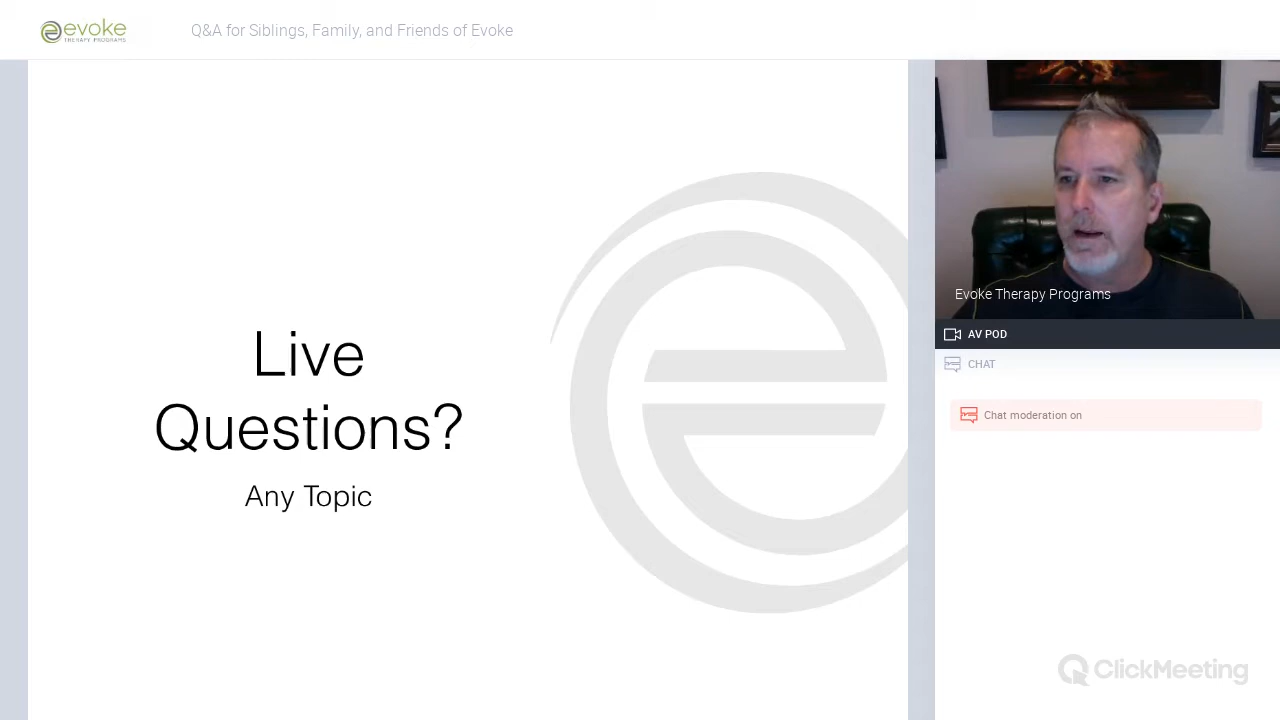 evoke
THERAPY PROGRAMS
Q&A for Siblings, Family, and Friends of Evoke
Live
Questions?
Any Topic
Evoke Therapy Programs
AV POD
CHAT
Chat moderation on
ClickMeeting